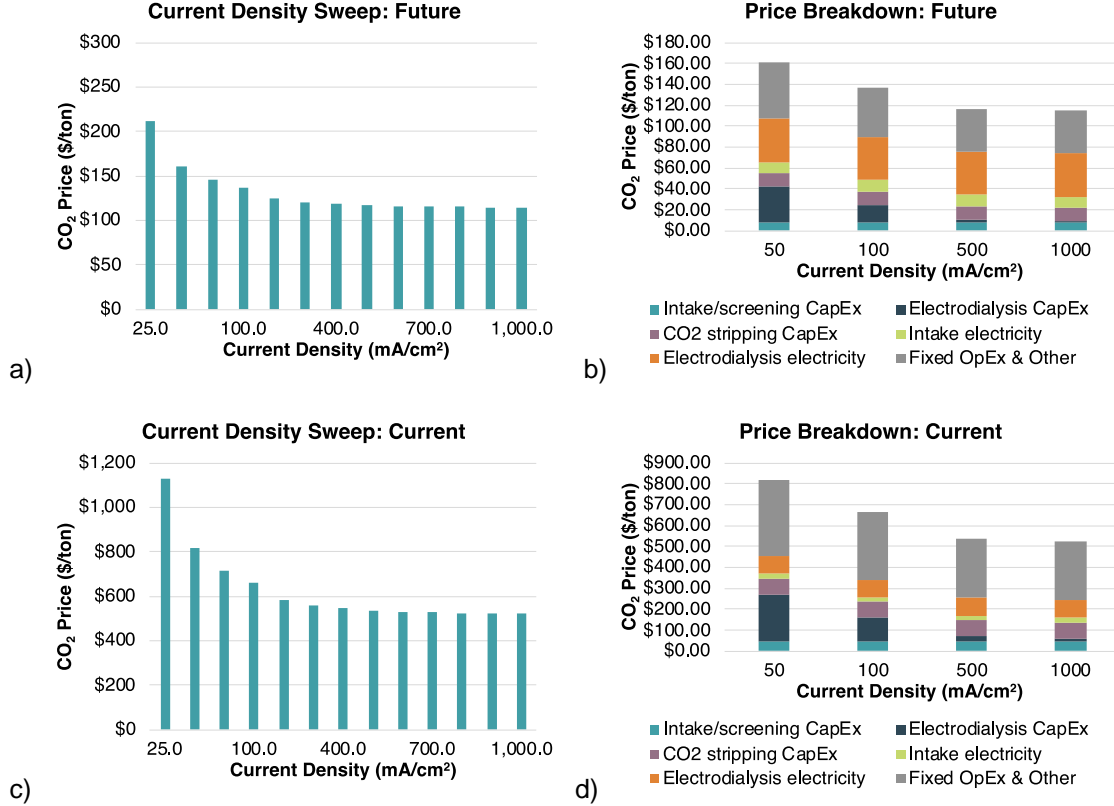 Current Density Sweep: Future
$300
$250
$200
$150
$100
$50
$0
CO₂ Price ($/ton)
25.0 100.0 400.0 700.0 1,000.0
Current Density (mA/cm²)
a)
Price Breakdown: Future
$180.00
$160.00
$140.00
$120.00
$100.00
$80.00
$60.00
$40.00
$20.00
$0.00
CO₂ Price ($/ton)
50 100 500 1000
Current Density (mA/cm²)
Intake/screening CapEx Electrodialysis CapEx
CO2 stripping CapEx Intake electricity
Electrodialysis electricity Fixed OpEx & Other
b)
Current Density Sweep: Current
$1,200
$1,000
$800
$600
$400
$200
$0
CO₂ Price ($/ton)
25.0 100.0 400.0 700.0 1,000.0
Current Density (mA/cm²)
c)
Price Breakdown: Current
$900.00
$800.00
$700.00
$600.00
$500.00
$400.00
$300.00
$200.00
$100.00
$0.00
CO₂ Price ($/ton)
50 100 500 1000
Current Density (mA/cm²)
Intake/screening CapEx Electrodialysis CapEx
CO2 stripping CapEx Intake electricity
Electrodialysis electricity Fixed OpEx & Other
d)